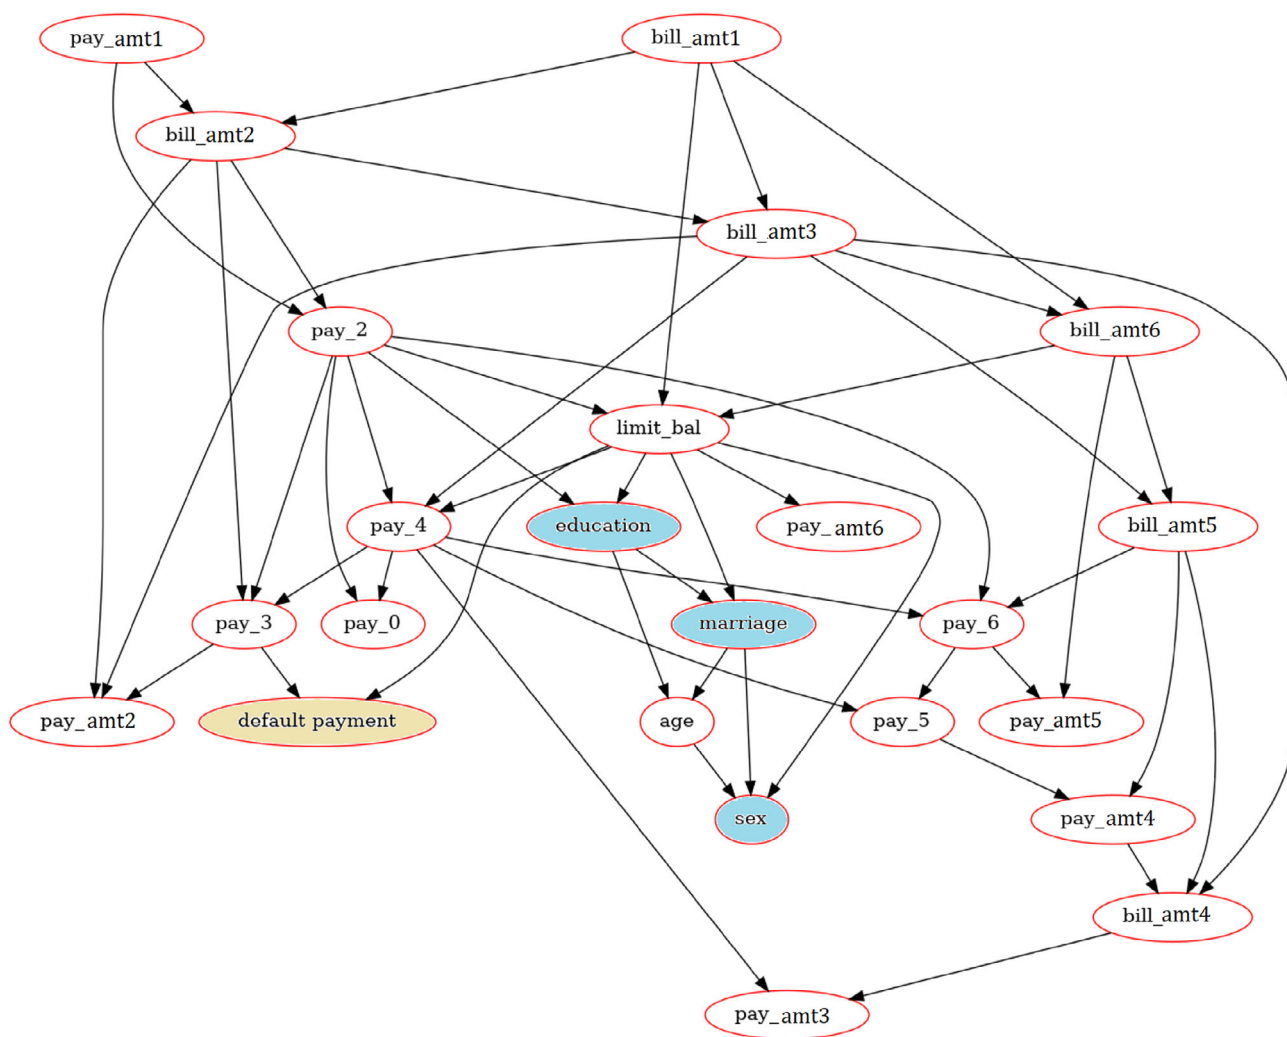 pay_amt1
bill_amt1
bill_amt2
bill_amt3
pay_2
bill_amt6
limit_bal
pay_4
education
pay_amt6
bill_amt5
pay_3
pay_0
marriage
pay_6
pay_amt2
default payment
age
pay_5
pay_amt5
sex
pay_amt4
bill_amt4
pay_amt3